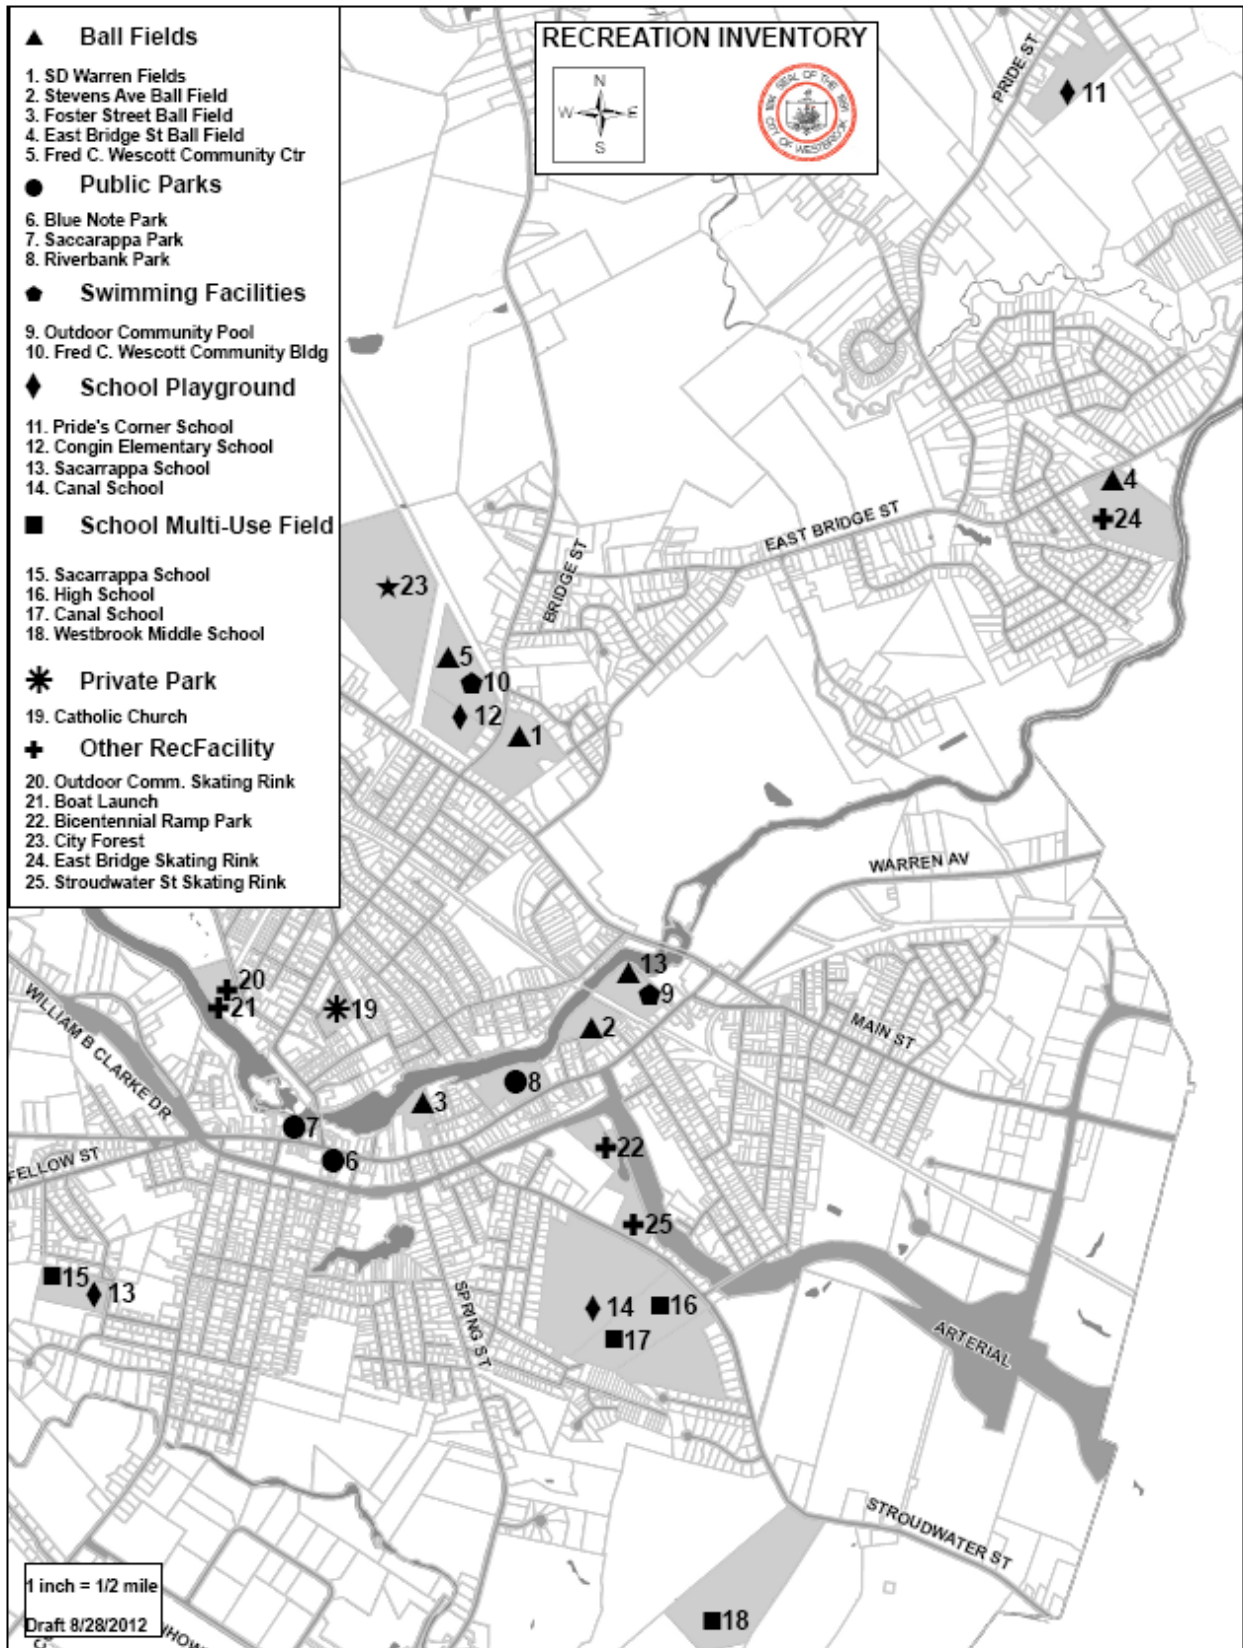 Ball Fields
1. SD Warren Fields
2. Stevens Ave Ball Field
3. Foster Street Ball Field
4. East Bridge St Ball Field
5. Fred C. Wescott Community Ctr
Public Parks
6. Blue Note Park
7. Saccarappa Park
8. Riverbank Park
Swimming Facilities
9. Outdoor Community Pool
10. Fred C. Wescott Community Bldg
School Playground
11. Pride's Corner School
12. Congin Elementary School
13. Sacarrappa School
14. Canal School
School Multi-Use Field
15. Sacarrappa School
16. High School
17. Canal School
18. Westbrook Middle School
Private Park
19. Catholic Church
Other RecFacility
20. Outdoor Comm. Skating Rink
21. Boat Launch
22. Bicentennial Ramp Park
23. City Forest
24. East Bridge Skating Rink
25. Stroudwater St Skating Rink
RECREATION INVENTORY
N
W E
S
SEAL OF THE
CITY OF WESTBROOK
1814
1891
PRIDE ST
11
4
24
EAST BRIDGE ST
BRIDGE ST
23
5
10
12
1
WARREN AV
13
9
2
MAIN ST
20
21
19
WILLIAM B CLARKE DR
8
3
7
6
22
FELLOW ST
25
15
13
SPRING ST
14
16
17
ARTERIAL
STROUDWATER ST
18
1 inch = 1/2 mile
Draft 8/28/2012